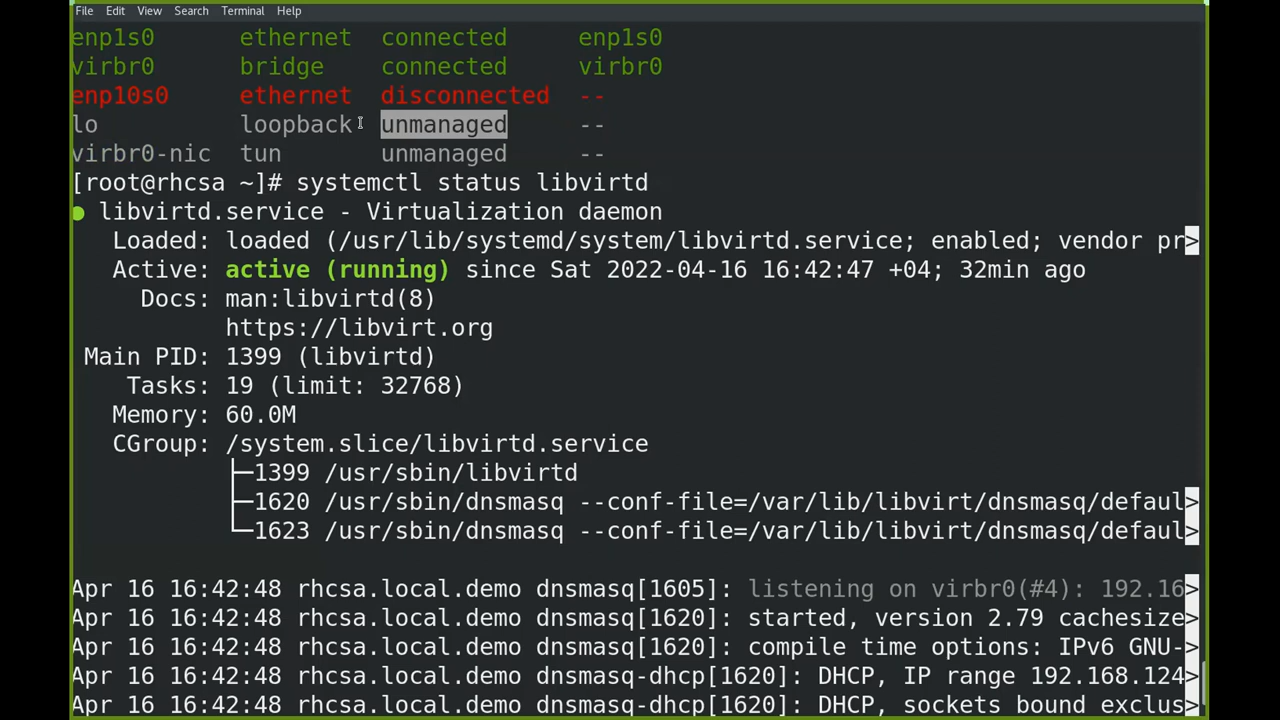 File Edit View Search Terminal Help
enp1s0 ethernet connected enp1s0
virbr0 bridge connected virbr0
enp10s0 ethernet disconnected --
lo loopback unmanaged --
virbr0-nic tun unmanaged --
[root@rhcsa ~]# systemctl status libvirtd
● libvirtd.service - Virtualization daemon
Loaded: loaded (/usr/lib/systemd/system/libvirtd.service; enabled; vendor pr>
Active: active (running) since Sat 2022-04-16 16:42:47 +04; 32min ago
Docs: man:libvirtd(8)
https://libvirt.org
Main PID: 1399 (libvirtd)
Tasks: 19 (limit: 32768)
Memory: 60.0M
CGroup: /system.slice/libvirtd.service
├─1399 /usr/sbin/libvirtd
├─1620 /usr/sbin/dnsmasq --conf-file=/var/lib/libvirt/dnsmasq/defaul>
└─1623 /usr/sbin/dnsmasq --conf-file=/var/lib/libvirt/dnsmasq/defaul>
Apr 16 16:42:48 rhcsa.local.demo dnsmasq[1605]: listening on virbr0(#4): 192.16>
Apr 16 16:42:48 rhcsa.local.demo dnsmasq[1620]: started, version 2.79 cachesize>
Apr 16 16:42:48 rhcsa.local.demo dnsmasq[1620]: compile time options: IPv6 GNU->
Apr 16 16:42:48 rhcsa.local.demo dnsmasq-dhcp[1620]: DHCP, IP range 192.168.124>
Apr 16 16:42:48 rhcsa.local.demo dnsmasq-dhcp[1620]: DHCP, sockets bound exclus>